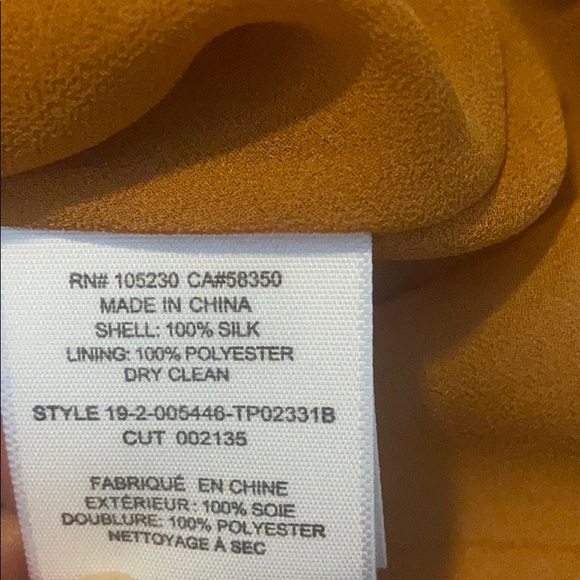 RN# 105230 CA#58350
MADE IN CHINA
SHELL: 100% SILK
LINING: 100% POLYESTER
DRY CLEAN
STYLE 19-2-005446-TP02331B
CUT 002135
FABRIQUÉ EN CHINE
EXTÉRIEUR: 100% SOIE
DOUBLURE: 100% POLYESTER
NETTOYAGE À SEC